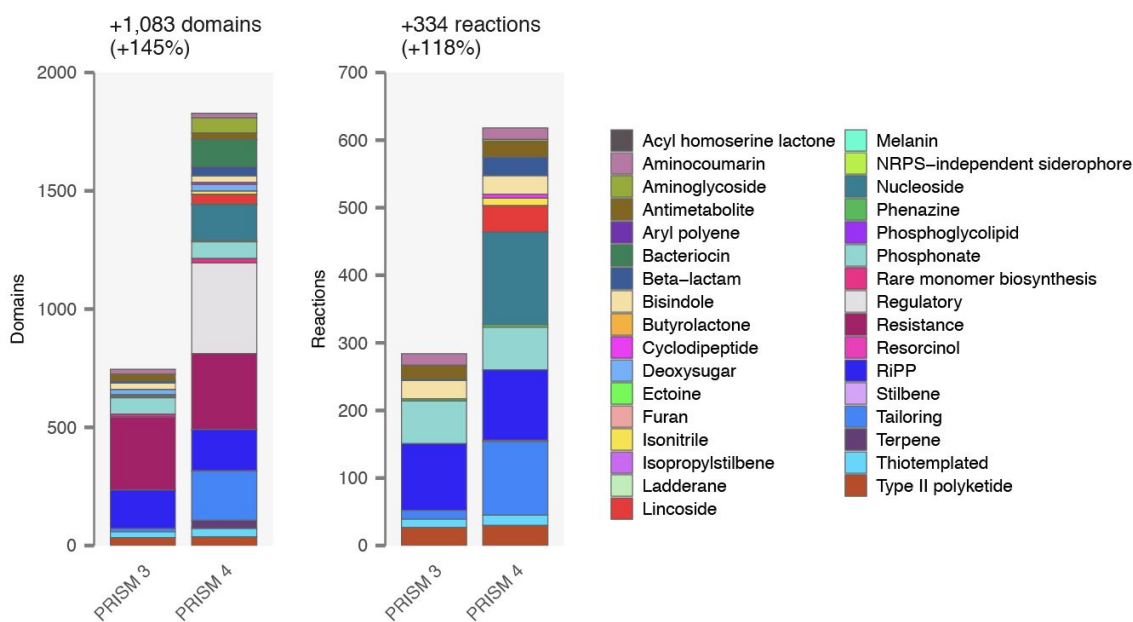 +1,083 domains
(+145%)
2000
1500
1000
500
0
Domains
PRISM 3
PRISM 4
+334 reactions
(+118%)
700
600
500
400
300
200
100
0
Reactions
PRISM 3
PRISM 4
Acyl homoserine lactone
Aminocoumarin
Aminoglycoside
Antimetabolite
Aryl polyene
Bacteriocin
Beta−lactam
Bisindole
Butyrolactone
Cyclodipeptide
Deoxysugar
Ectoine
Furan
Isonitrile
Isopropylstilbene
Ladderane
Lincoside
Melanin
NRPS−independent siderophore
Nucleoside
Phenazine
Phosphoglycolipid
Phosphonate
Rare monomer biosynthesis
Regulatory
Resistance
Resorcinol
RiPP
Stilbene
Tailoring
Terpene
Thiotemplated
Type II polyketide